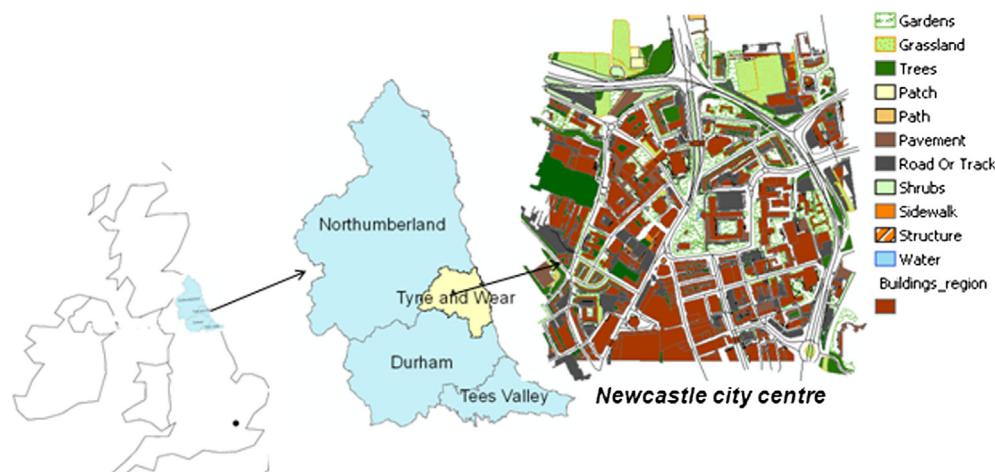 Northumberland
Tyne and Wear
Durham
Tees Valley
Newcastle city centre
Gardens
Grassland
Trees
Patch
Path
Pavement
Road Or Track
Shrubs
Sidewalk
Structure
Water
Buildings_region